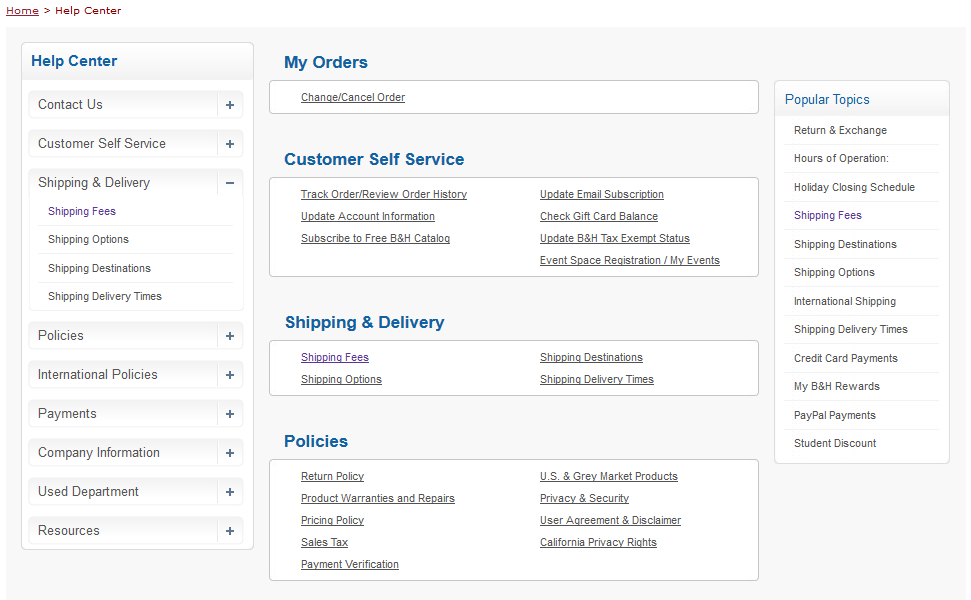 Home > Help Center
Help Center
Contact Us
Customer Self Service
Shipping & Delivery
Shipping Fees
Shipping Options
Shipping Destinations
Shipping Delivery Times
Policies
International Policies
Payments
Company Information
Used Department
Resources
My Orders
Change/Cancel Order
Customer Self Service
Track Order/Review Order History
Update Account Information
Subscribe to Free B&H Catalog
Update Email Subscription
Check Gift Card Balance
Update B&H Tax Exempt Status
Event Space Registration / My Events
Shipping & Delivery
Shipping Fees
Shipping Options
Shipping Destinations
Shipping Delivery Times
Policies
Return Policy
Product Warranties and Repairs
Pricing Policy
Sales Tax
Payment Verification
U.S. & Grey Market Products
Privacy & Security
User Agreement & Disclaimer
California Privacy Rights
Popular Topics
Return & Exchange
Hours of Operation:
Holiday Closing Schedule
Shipping Fees
Shipping Destinations
Shipping Options
International Shipping
Shipping Delivery Times
Credit Card Payments
My B&H Rewards
PayPal Payments
Student Discount